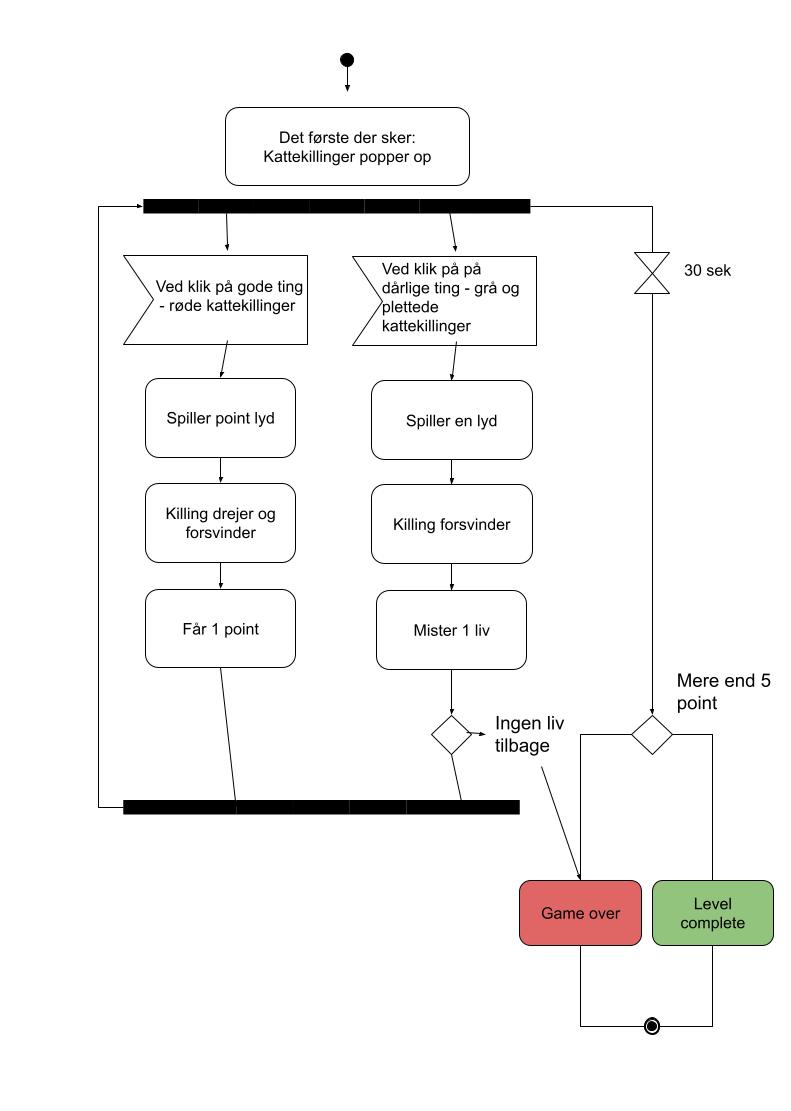 Det første der sker:
Kattekillinger popper op
Ved klik på gode ting
- røde kattekillinger
Ved klik på på
dårlige ting - grå og
plettede
kattekillinger
30 sek
Spiller point lyd
Spiller en lyd
Killing drejer og
forsvinder
Killing forsvinder
Får 1 point
Mister 1 liv
Mere end 5
point
Ingen liv
tilbage
Game over
Level
complete